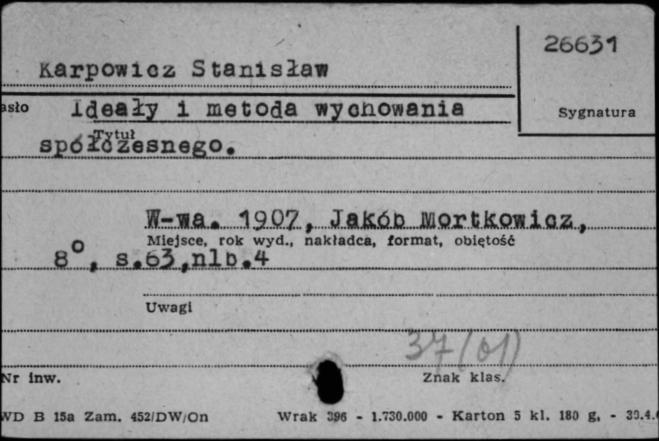 26631
Karpowicz Stanisław
asło Ideały i metoda wychowania
Sygnatura
Tytuł
spółczesnego.
W-wa. 1907, Jakób Mortkowicz,
Miejsce, rok wyd., nakładca, format, objętość
8°, s.63,nlb.4
Uwagi
37(01)
Nr inw.
Znak klas.
WD B 15a Zam. 452/DW/On Wrak 396 - 1.730.000 - Karton 5 kl. 180 g. - 30.4.